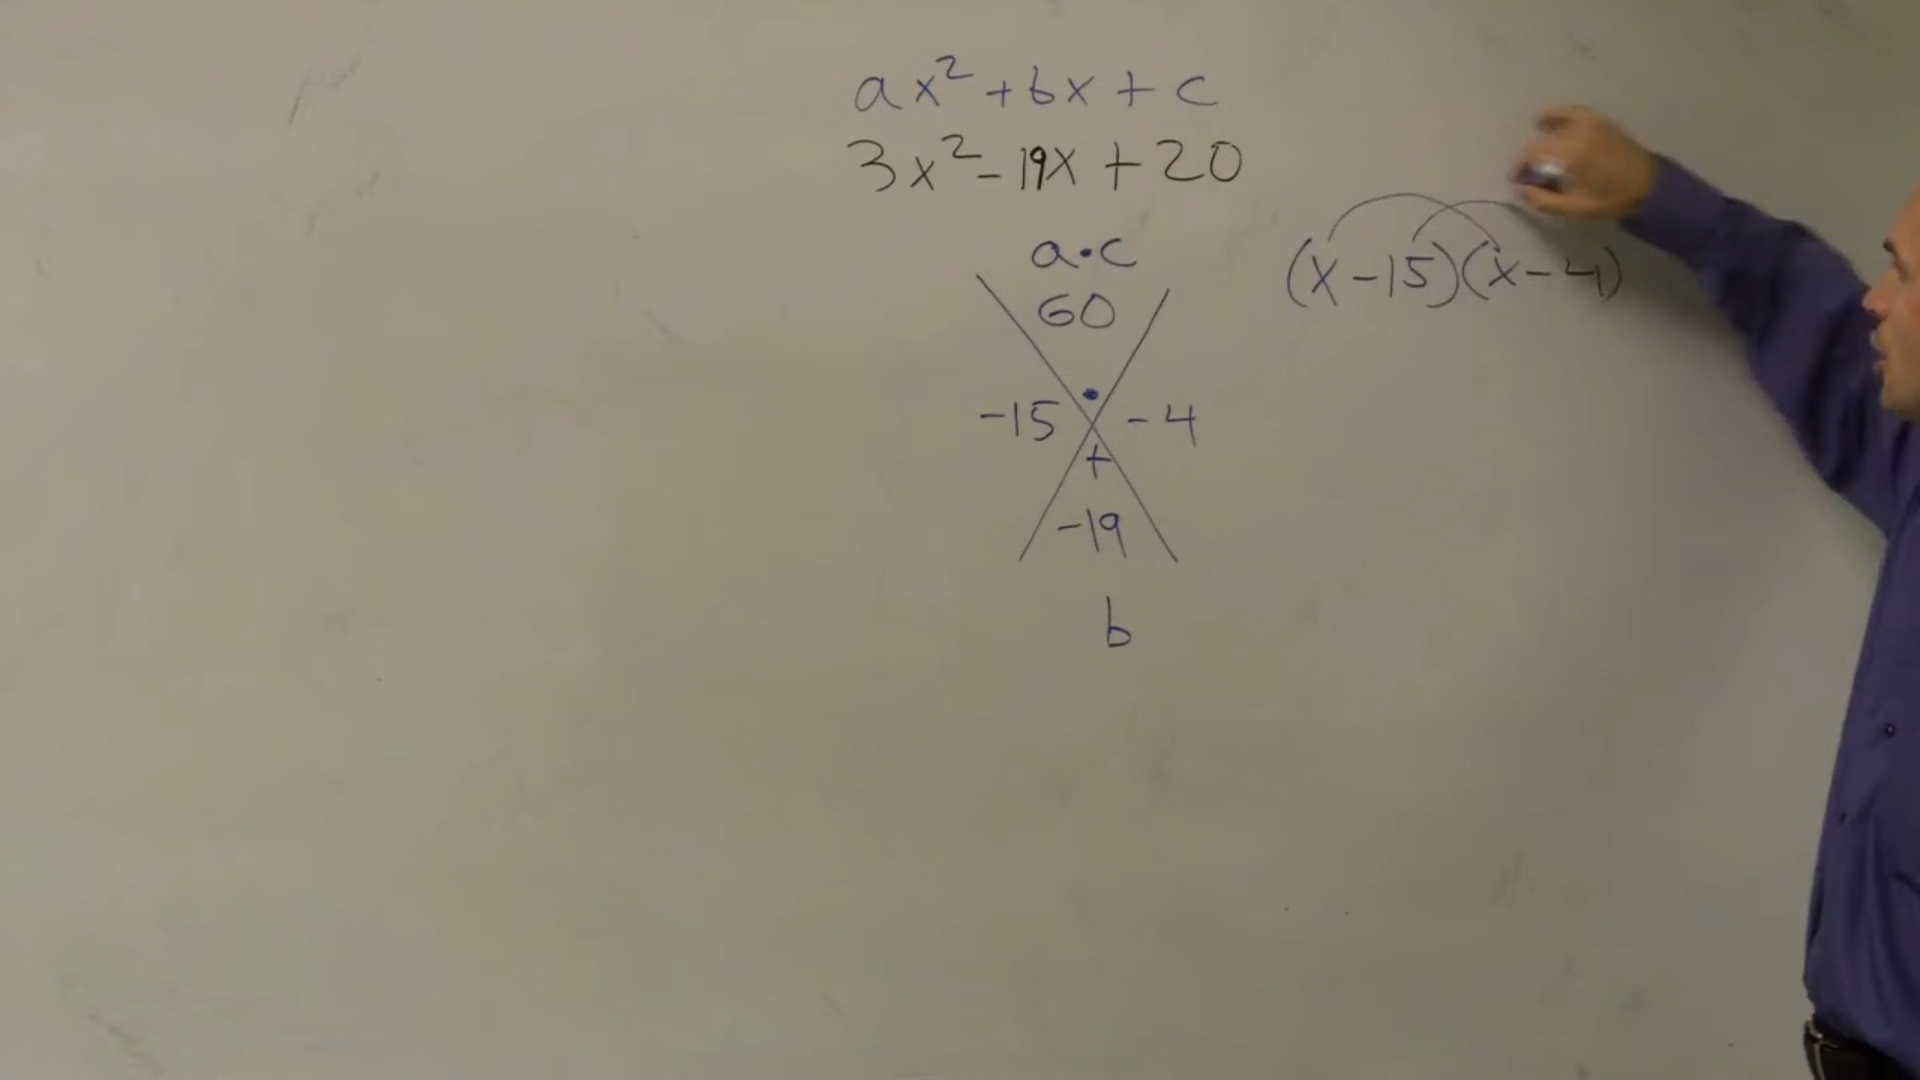 ax² + bx + c
3x² - 19x + 20
a•c
(x - 15)(x - 4)
60
•
-15 -4
+
-19
b